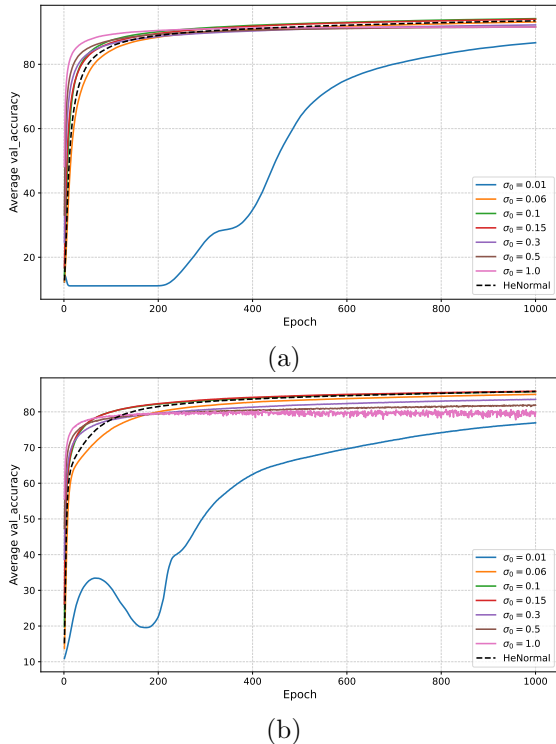 80
60
40
20
Average val_accuracy
0
200
400
600
800
1000
Epoch
σ₀ = 0.01
σ₀ = 0.06
σ₀ = 0.1
σ₀ = 0.15
σ₀ = 0.3
σ₀ = 0.5
σ₀ = 1.0
HeNormal
(a)
90
80
70
60
50
40
30
20
10
Average val_accuracy
0
200
400
600
800
1000
Epoch
σ₀ = 0.01
σ₀ = 0.06
σ₀ = 0.1
σ₀ = 0.15
σ₀ = 0.3
σ₀ = 0.5
σ₀ = 1.0
HeNormal
(b)